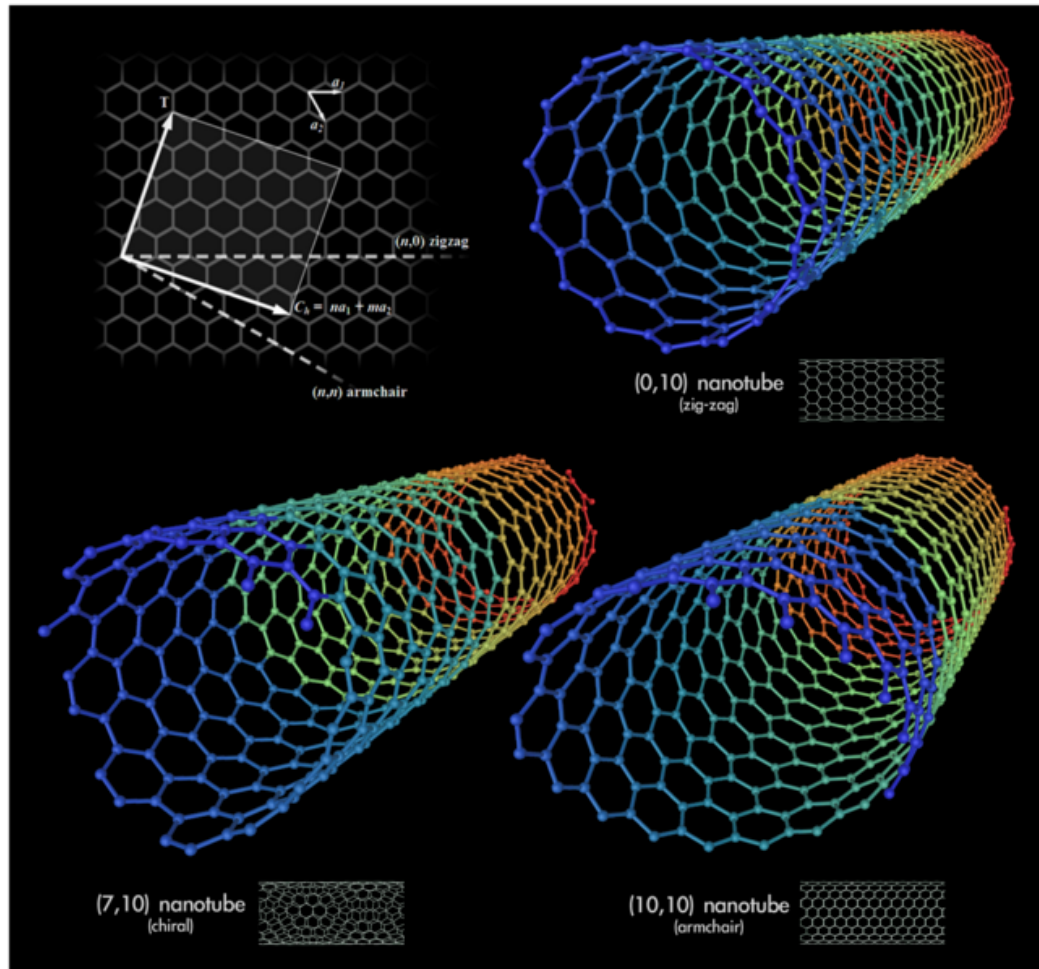 a1
T
a2
(n,0) zigzag
Ch = na1 + ma2
(n,n) armchair
(0,10) nanotube
(zig-zag)
(7,10) nanotube
(chiral)
(10,10) nanotube
(armchair)